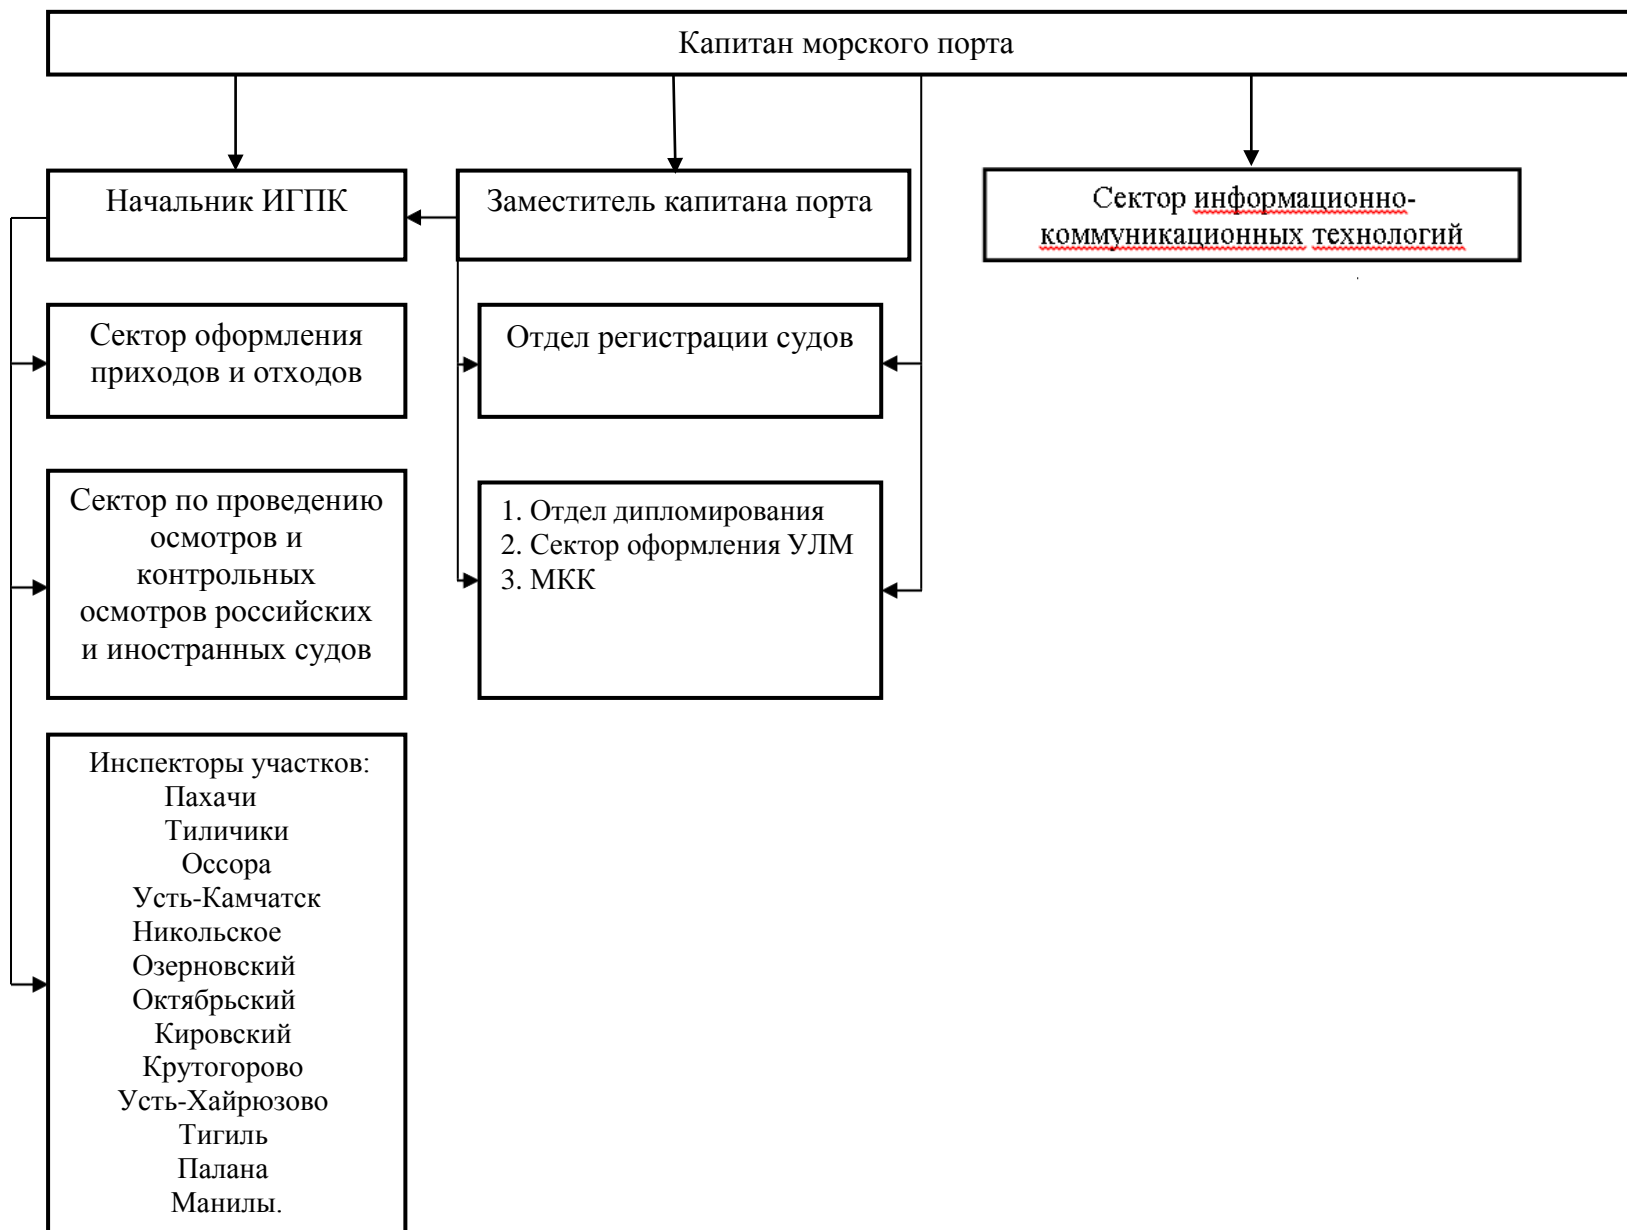 Капитан морского порта
Начальник ИГПК
Заместитель капитана порта
Сектор информационно-
коммуникационных технологий
Сектор оформления
приходов и отходов
Отдел регистрации судов
Сектор по проведению
осмотров и
контрольных
осмотров российских
и иностранных судов
1. Отдел дипломирования
2. Сектор оформления УЛМ
3. МКК
Инспекторы участков:
Пахачи
Тиличики
Оссора
Усть-Камчатск
Никольское
Озерновский
Октябрьский
Кировский
Крутогорово
Усть-Хайрюзово
Тигиль
Палана
Манилы.